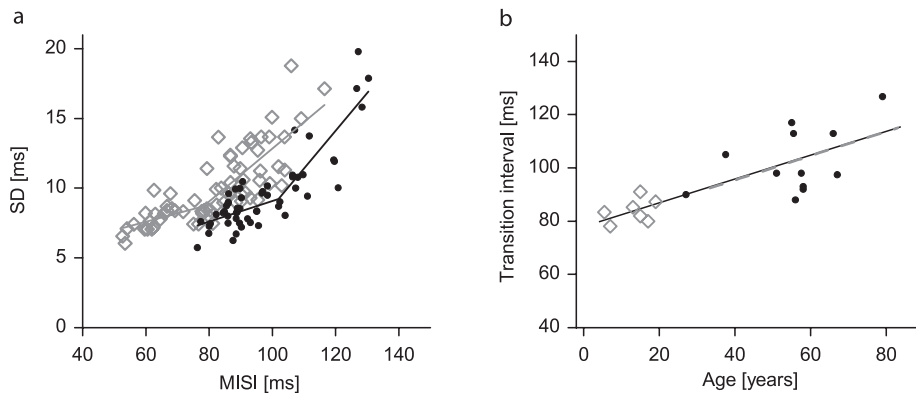 a
20
15
10
5
0
SD [ms]
40 60 80 100 120 140
MISI [ms]
b
140
120
100
80
60
40
Transition interval [ms]
0 20 40 60 80
Age [years]